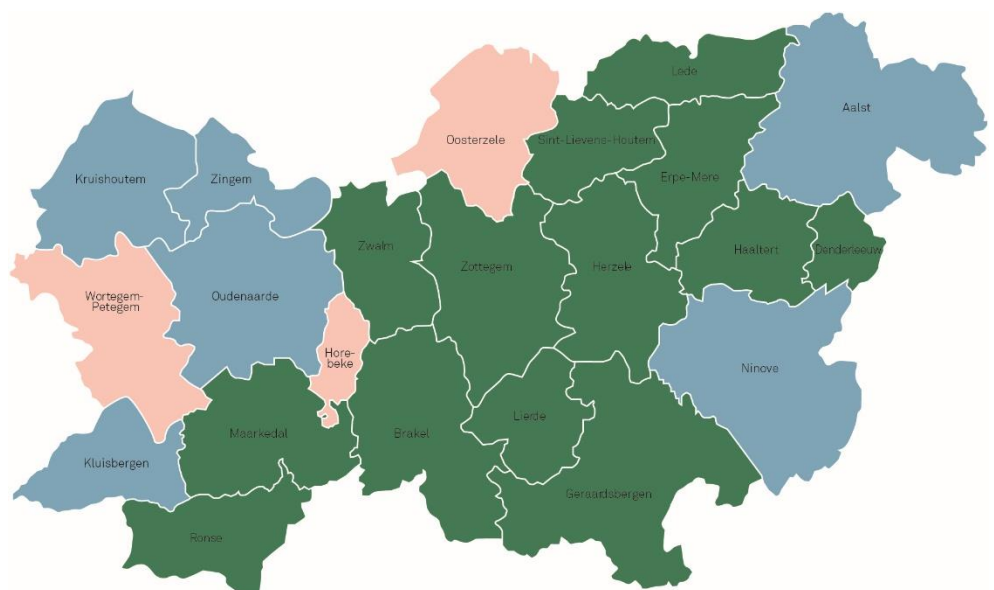 Lede
Aalst
Oosterzele
Sint-Lievens-Houtem
Kruishoutem
Zingem
Erpe-Mere
Zwalm
Haaltert
Denderleeuw
Zottegem
Herzele
Wortegem-
Petegem
Oudenaarde
Hore-
beke
Ninove
Lierde
Maarkedal
Brakel
Kluisbergen
Geraardsbergen
Ronse